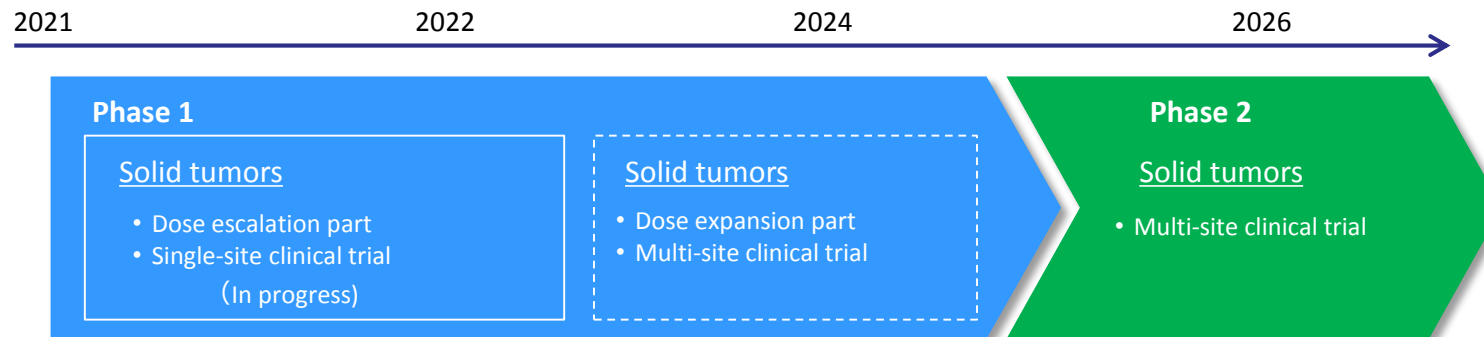 2021 2022 2024 2026
Phase 1
Solid tumors
• Dose escalation part
• Single-site clinical trial
（In progress)
Solid tumors
• Dose expansion part
• Multi-site clinical trial
Phase 2
Solid tumors
• Multi-site clinical trial